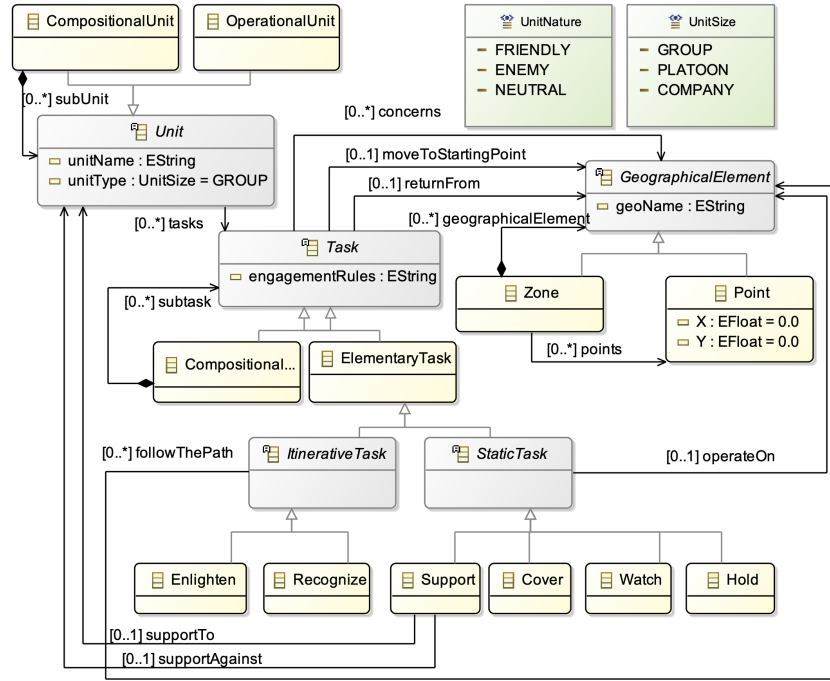 CompositionalUnit
OperationalUnit
UnitNature
FRIENDLY
ENEMY
NEUTRAL
UnitSize
GROUP
PLATOON
COMPANY
[0..*] subUnit
Unit
unitName : EString
unitType : UnitSize = GROUP
[0..*] concerns
[0..1] moveToStartingPoint
[0..1] returnFrom
[0..*] geographicalElement
GeographicalElement
geoName : EString
[0..*] tasks
Task
engagementRules : EString
[0..*] subtask
Zone
Point
X : EFloat = 0.0
Y : EFloat = 0.0
[0..*] points
Compositional...
ElementaryTask
[0..*] followThePath
ItinerativeTask
StaticTask
[0..1] operateOn
Enlighten
Recognize
Support
Cover
Watch
Hold
[0..1] supportTo
[0..1] supportAgainst